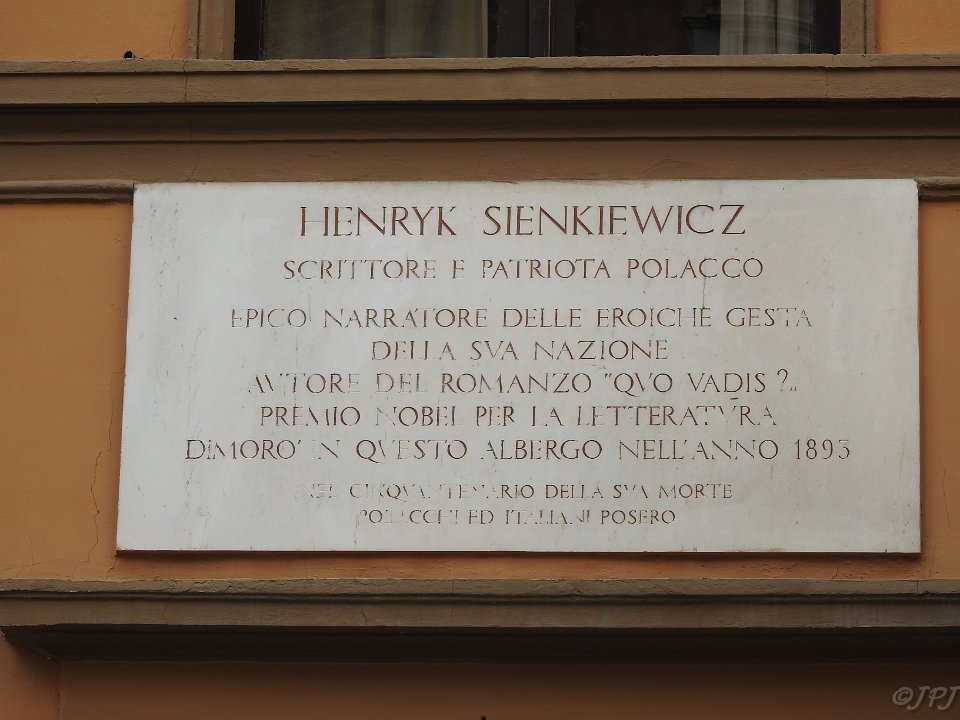 HENRYK SIENKIEWICZ
SCRITTORE E PATRIOTA POLACCO
EPICO NARRATORE DELLE EROICHE GESTA
DELLA SVA NAZIONE
AVTORE DEL ROMANZO "QVO VADIS ?"
PREMIO NOBEL PER LA LETTERATVRA
DIMORO' IN QVESTO ALBERGO NELL'ANNO 1893
NEL CINQVANTENARIO DELLA SVA MORTE
POLACCHI ED ITALIANI POSERO
©JPJ